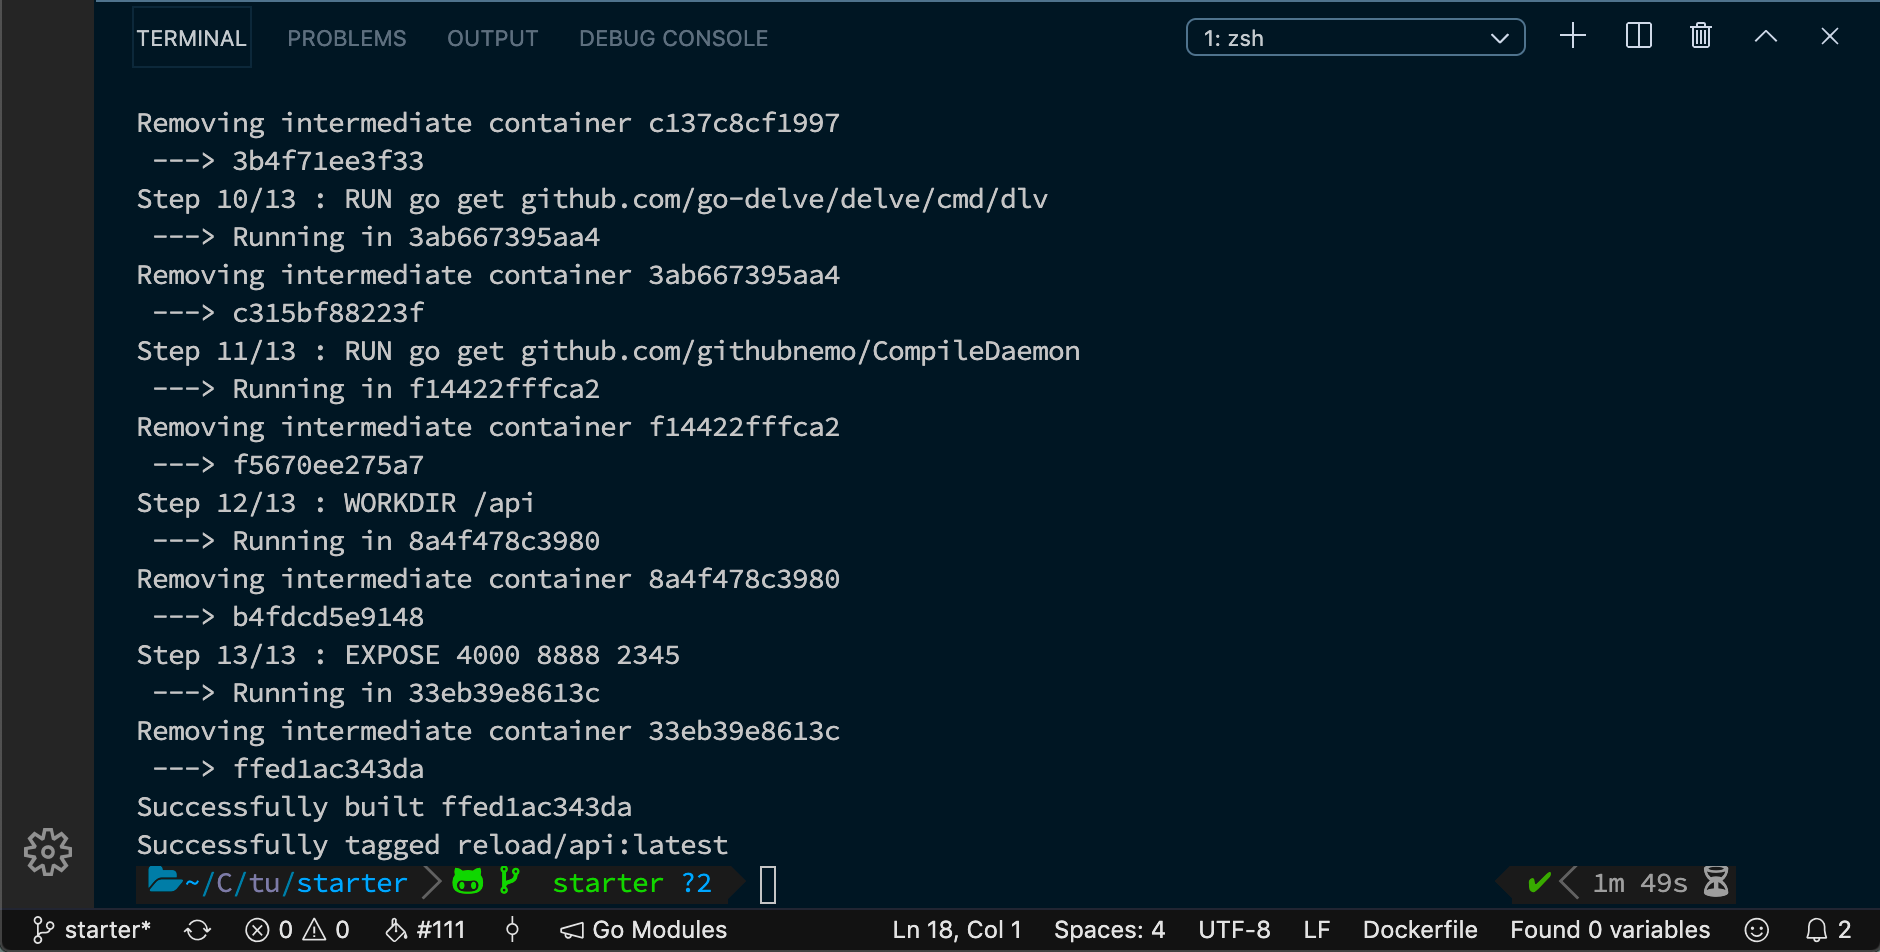 TERMINAL PROBLEMS OUTPUT DEBUG CONSOLE 1: zsh
Removing intermediate container c137c8cf1997
---> 3b4f71ee3f33
Step 10/13 : RUN go get github.com/go-delve/delve/cmd/dlv
---> Running in 3ab667395aa4
Removing intermediate container 3ab667395aa4
---> c315bf88223f
Step 11/13 : RUN go get github.com/githubnemo/CompileDaemon
---> Running in f14422fffca2
Removing intermediate container f14422fffca2
---> f5670ee275a7
Step 12/13 : WORKDIR /api
---> Running in 8a4f478c3980
Removing intermediate container 8a4f478c3980
---> b4fdcd5e9148
Step 13/13 : EXPOSE 4000 8888 2345
---> Running in 33eb39e8613c
Removing intermediate container 33eb39e8613c
---> ffed1ac343da
Successfully built ffed1ac343da
Successfully tagged reload/api:latest
~/C/tu/starter starter ?2 1m 49s
starter* 0 0 #111 Go Modules Ln 18, Col 1 Spaces: 4 UTF-8 LF Dockerfile Found 0 variables 2